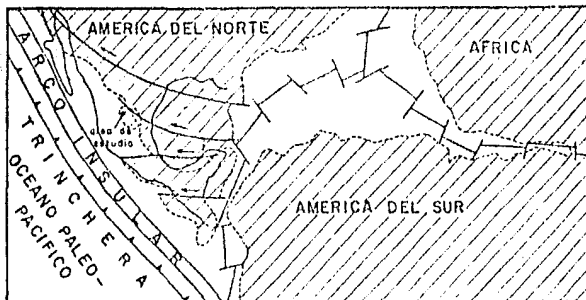 AMERICA DEL NORTE
AFRICA
area de
estudio
ARCO INSULAR
TRINCHERA
OCEANO PALEO-
PACIFICO
AMERICA DEL SUR